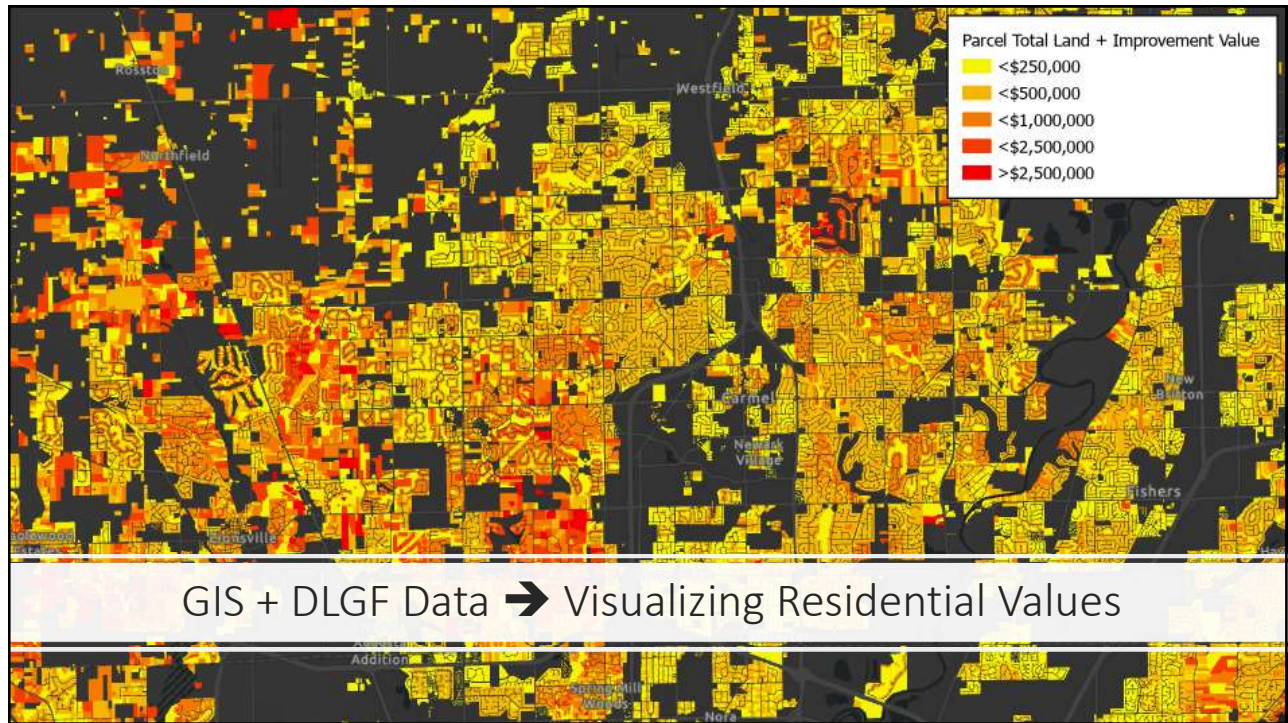 Parcel Total Land + Improvement Value
<$250,000
<$500,000
<$1,000,000
<$2,500,000
>$2,500,000
Rosston
Westfield
Northfield
New
Britton
Carmel
Newark
Village
Fishers
Zionsville
GIS + DLGF Data ➔ Visualizing Residential Values
Addition
Spring Mill
Woods
Nora